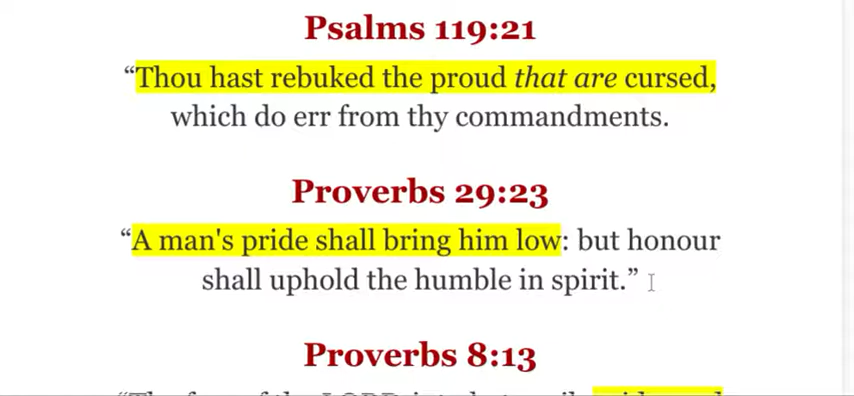 Psalms 119:21
“Thou hast rebuked the proud that are cursed,
which do err from thy commandments.
Proverbs 29:23
“A man's pride shall bring him low: but honour
shall uphold the humble in spirit.”
Proverbs 8:13